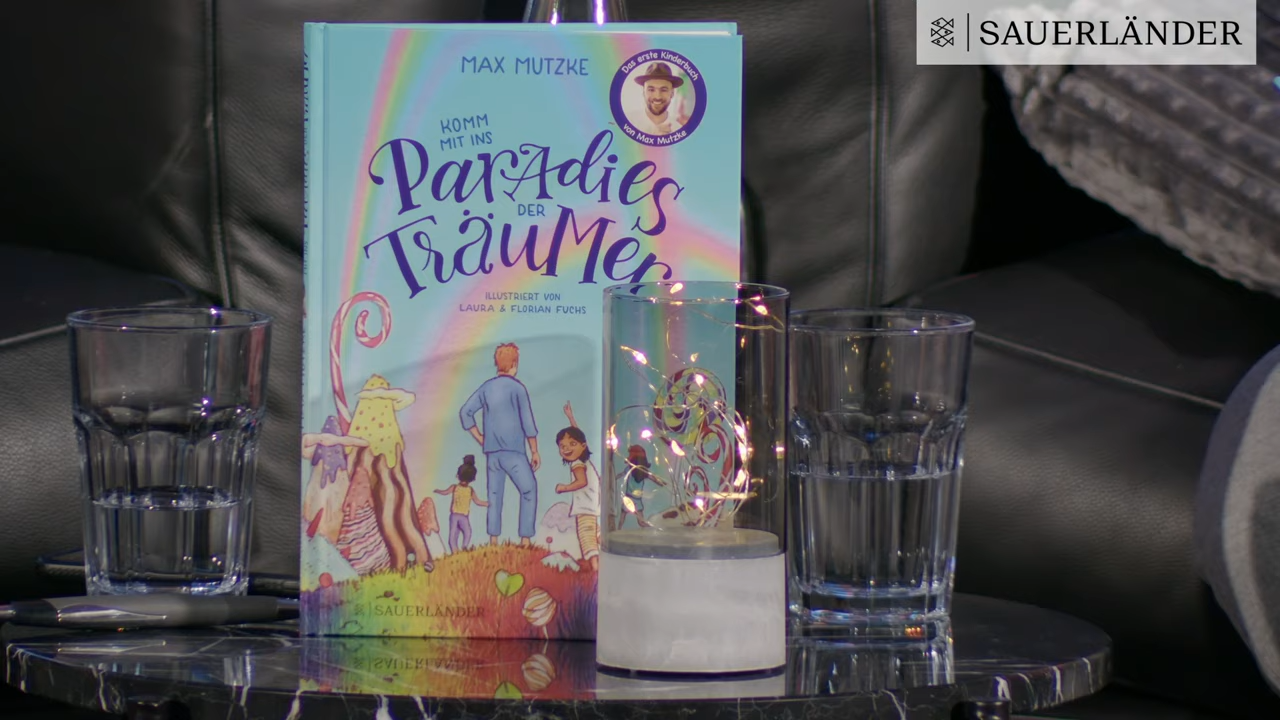 SAUERLÄNDER
MAX MUTZKE
Das erste Kinderbuch
von Max Mutzke
KOMM
MIT INS
Paradies
DER
Träumer
ILLUSTRIERT VON
LAURA & FLORIAN FUCHS
SAUERLÄNDER